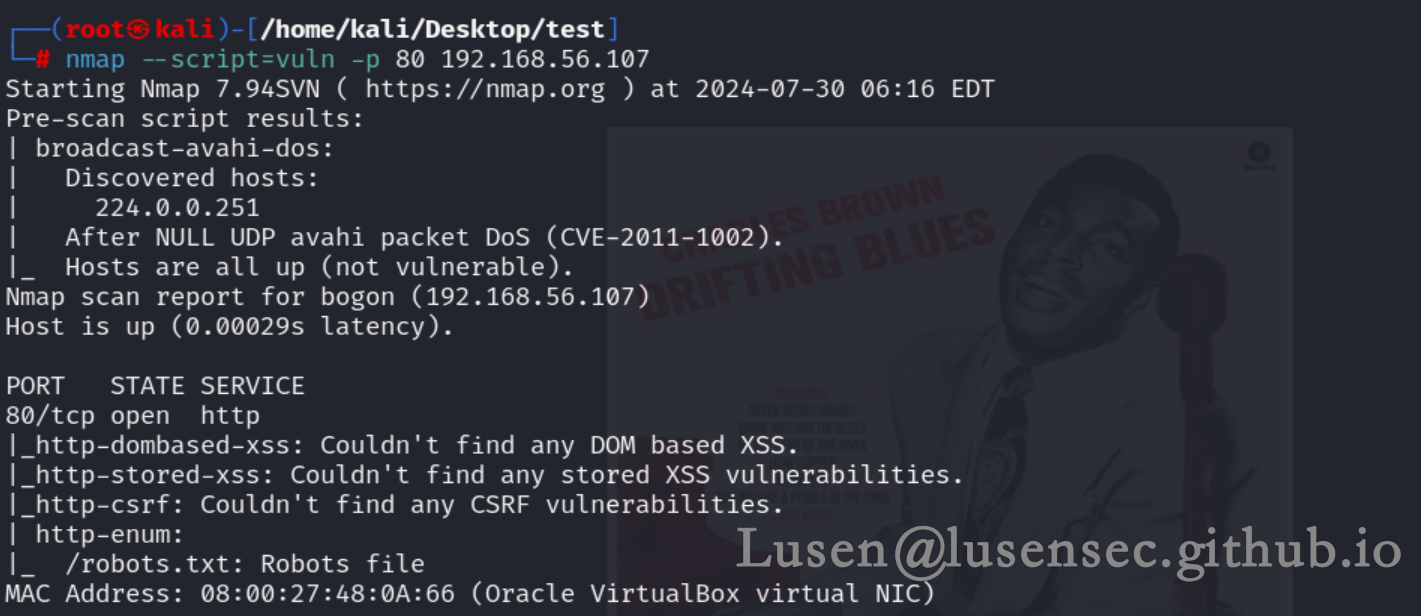 ┌──(root㉿kali)-[/home/kali/Desktop/test]
└─# nmap --script=vuln -p 80 192.168.56.107
Starting Nmap 7.94SVN ( https://nmap.org ) at 2024-07-30 06:16 EDT
Pre-scan script results:
| broadcast-avahi-dos:
|   Discovered hosts:
|     224.0.0.251
|   After NULL UDP avahi packet DoS (CVE-2011-1002).
|_  Hosts are all up (not vulnerable).
Nmap scan report for bogon (192.168.56.107)
Host is up (0.00029s latency).

PORT   STATE SERVICE
80/tcp open  http
|_http-dombased-xss: Couldn't find any DOM based XSS.
|_http-stored-xss: Couldn't find any stored XSS vulnerabilities.
|_http-csrf: Couldn't find any CSRF vulnerabilities.
| http-enum:
|_  /robots.txt: Robots file
MAC Address: 08:00:27:48:0A:66 (Oracle VirtualBox virtual NIC)
CHARLES BROWN
DRIFTING BLUES
Lusen@lusensec.github.io